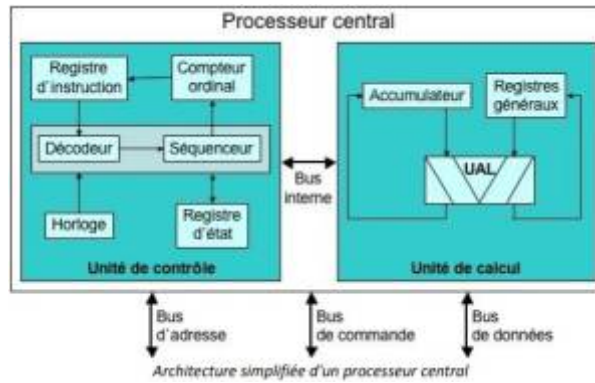 Processeur central
Registre
d'instruction
Compteur
ordinal
Décodeur
Séquenceur
Horloge
Registre
d'état
Unité de contrôle
Bus
interne
Accumulateur
Registres
généraux
UAL
Unité de calcul
Bus
d'adresse
Bus
de commande
Bus
de données
Architecture simplifiée d'un processeur central